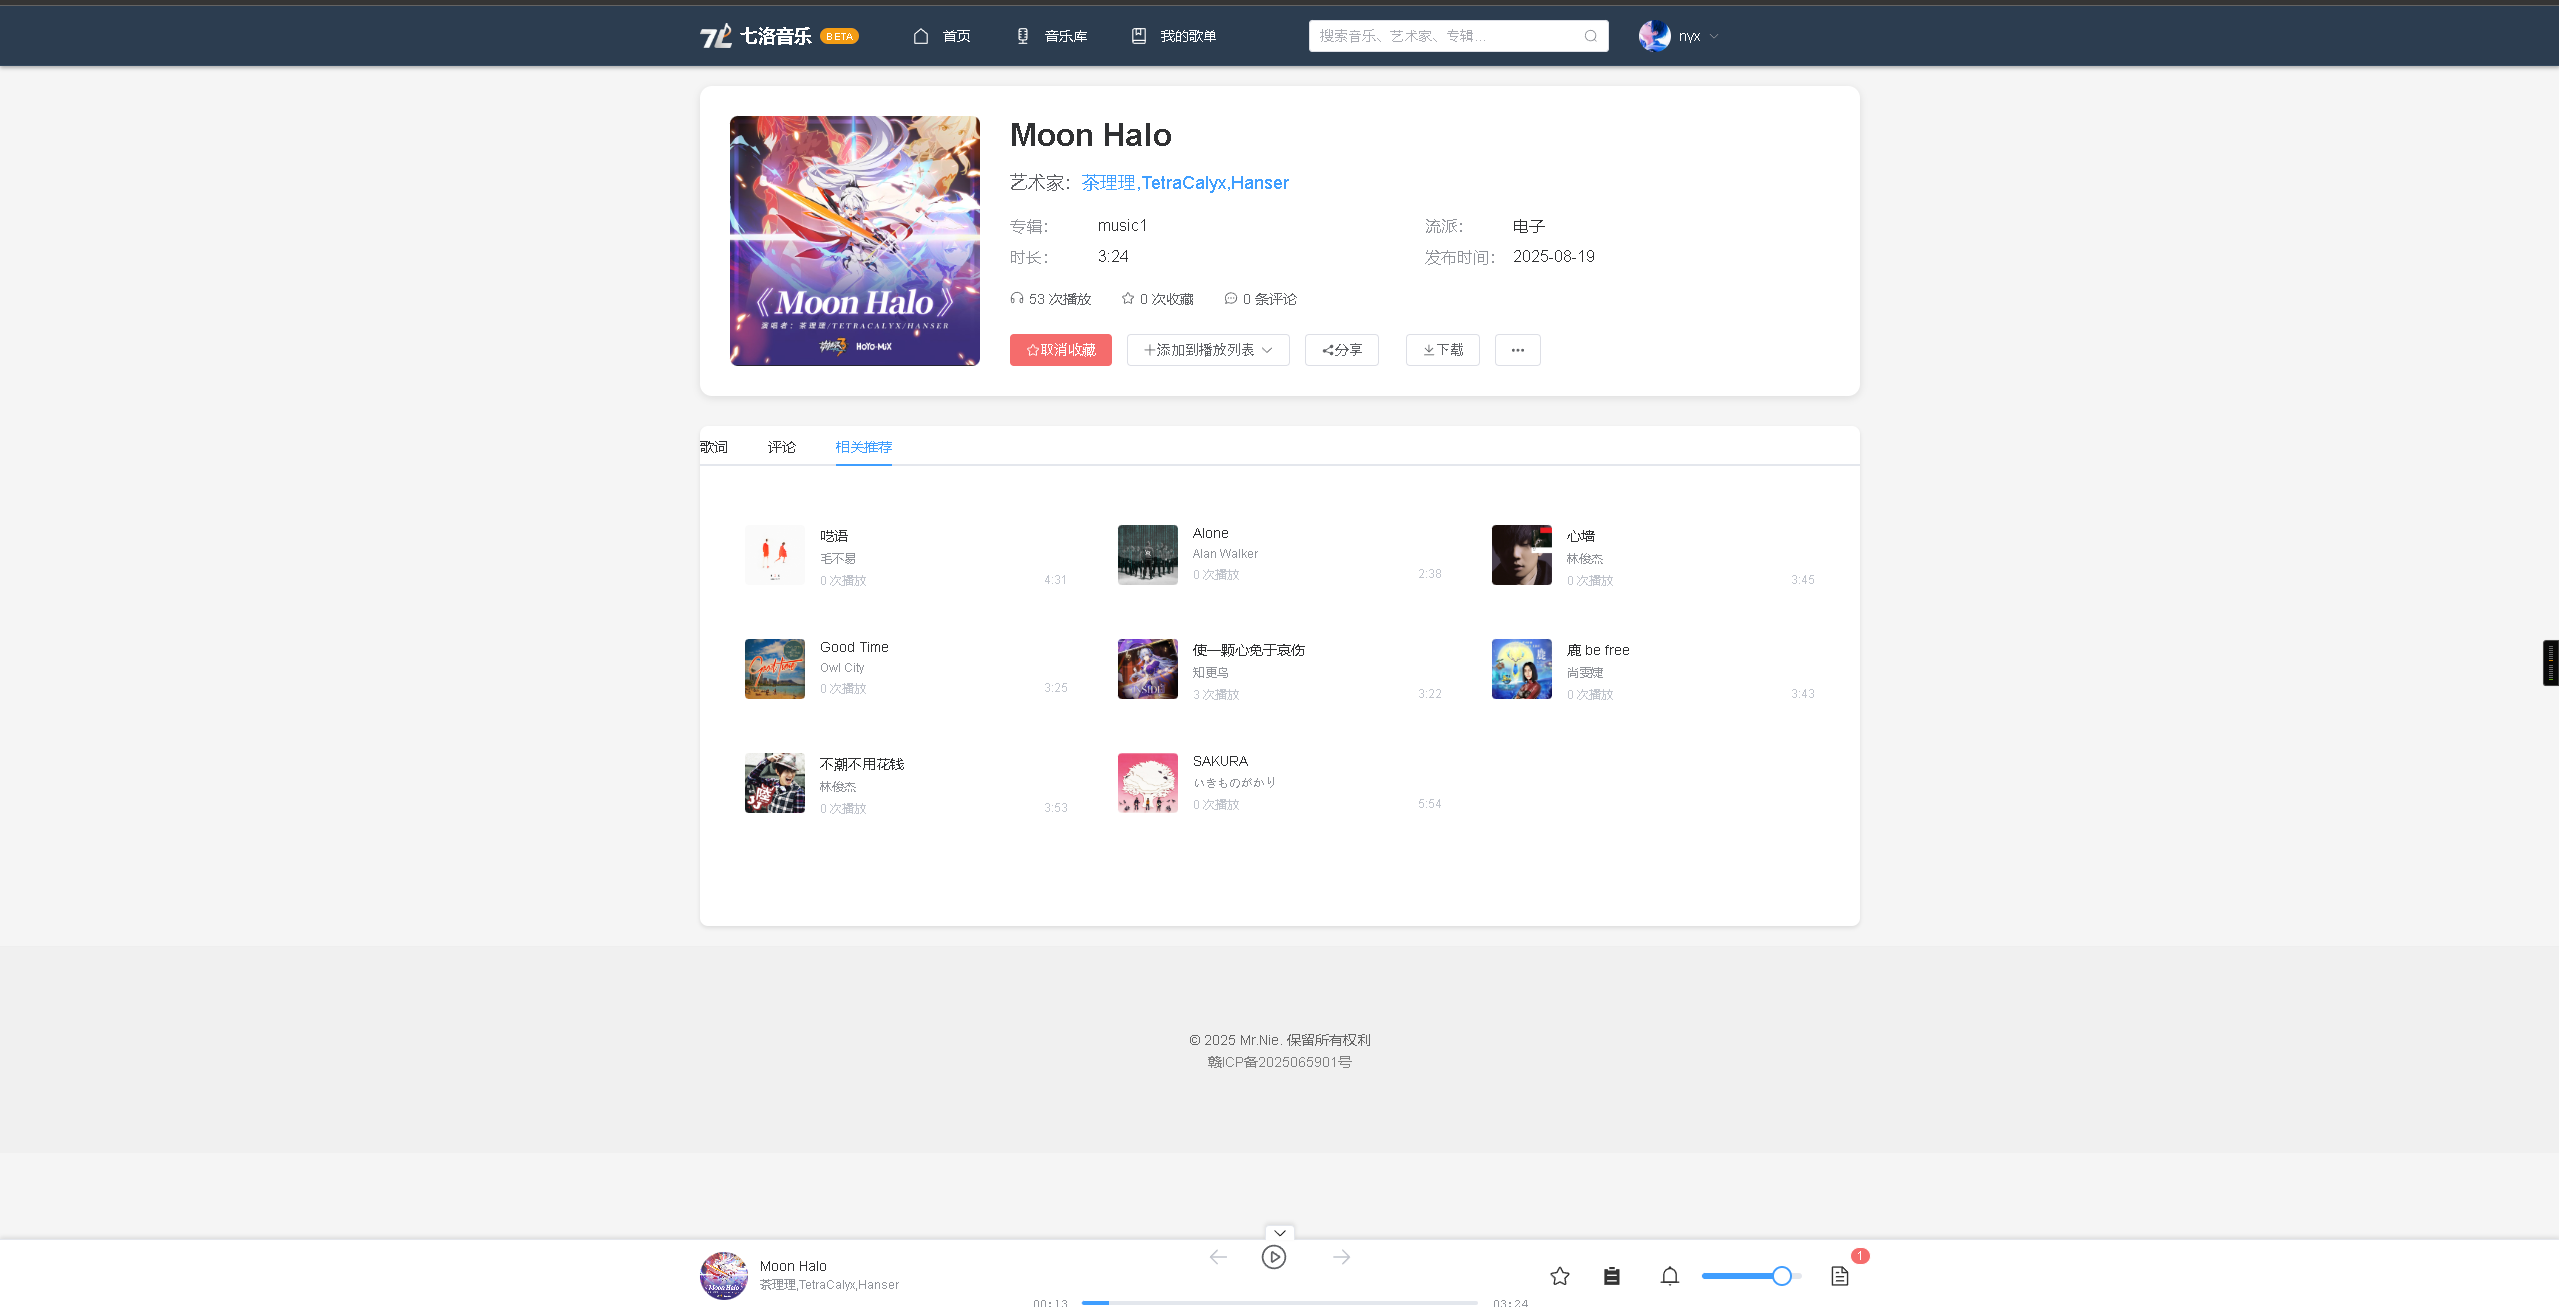 七洛音乐 BETA 首页 音乐库 我的歌单 搜索音乐、艺术家、专辑... nyx
《Moon Halo》
演唱者：茶理理/TETRACALYX/HANSER
崩坏3 HOYO-MiX
Moon Halo
艺术家：茶理理,TetraCalyx,Hanser
专辑： music1 流派： 电子
时长： 3:24 发布时间： 2025-08-19
53 次播放 0 次收藏 0 条评论
取消收藏 添加到播放列表 分享 下载
歌词 评论 相关推荐
呓语
毛不易
0 次播放 4:31
Alone
Alan Walker
0 次播放 2:38
心墙
林俊杰
0 次播放 3:45
Good Time
Owl City
0 次播放 3:25
使一颗心免于哀伤
知更鸟
3 次播放 3:22
鹿 be free
尚雯婕
0 次播放 3:43
不潮不用花钱
林俊杰
0 次播放 3:53
SAKURA
いきものがかり
0 次播放 5:54
© 2025 Mr.Nie. 保留所有权利
赣ICP备2025065901号
Moon Halo
茶理理,TetraCalyx,Hanser
00:13 03:24
1